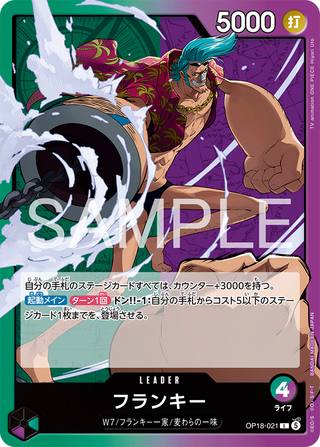 5000
打
TV animation ONE PIECE
SAMPLE
自分の手札のステージカードすべては、カウンター+3000を持つ。
起動メイン ターン1回 ドン!!-1:自分の手札からコスト5以下のステー
ジカード1枚までを、登場させる。
LEADER
フランキー
W7/フランキー一家/麦わらの一味
4
ライフ
OP18-021 L